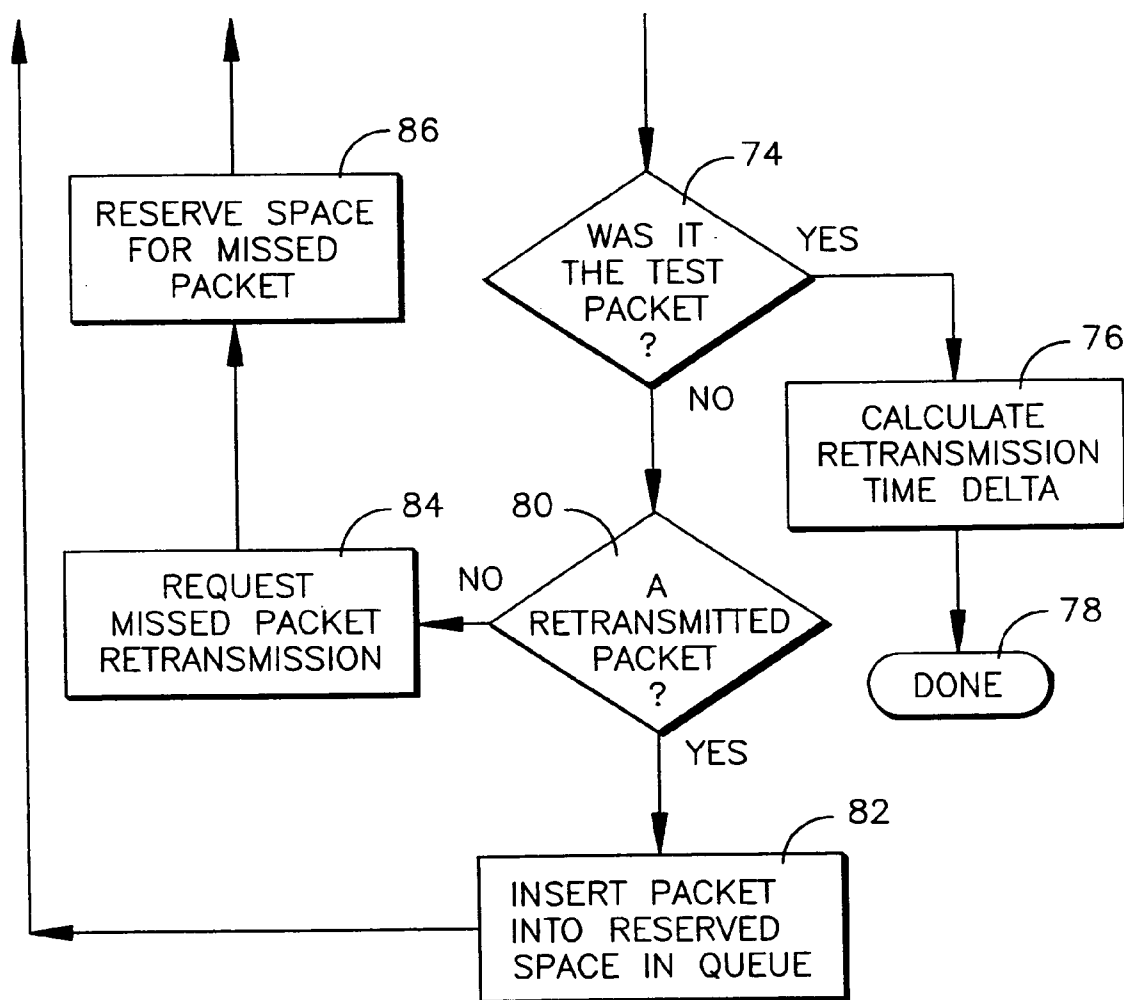 86
RESERVE SPACE
FOR MISSED
PACKET
74
WAS IT
THE TEST
PACKET
?
YES
NO
76
CALCULATE
RETRANSMISSION
TIME DELTA
84
REQUEST
MISSED PACKET
RETRANSMISSION
NO
80
A
RETRANSMITTED
PACKET
?
YES
78
DONE
82
INSERT PACKET
INTO RESERVED
SPACE IN QUEUE